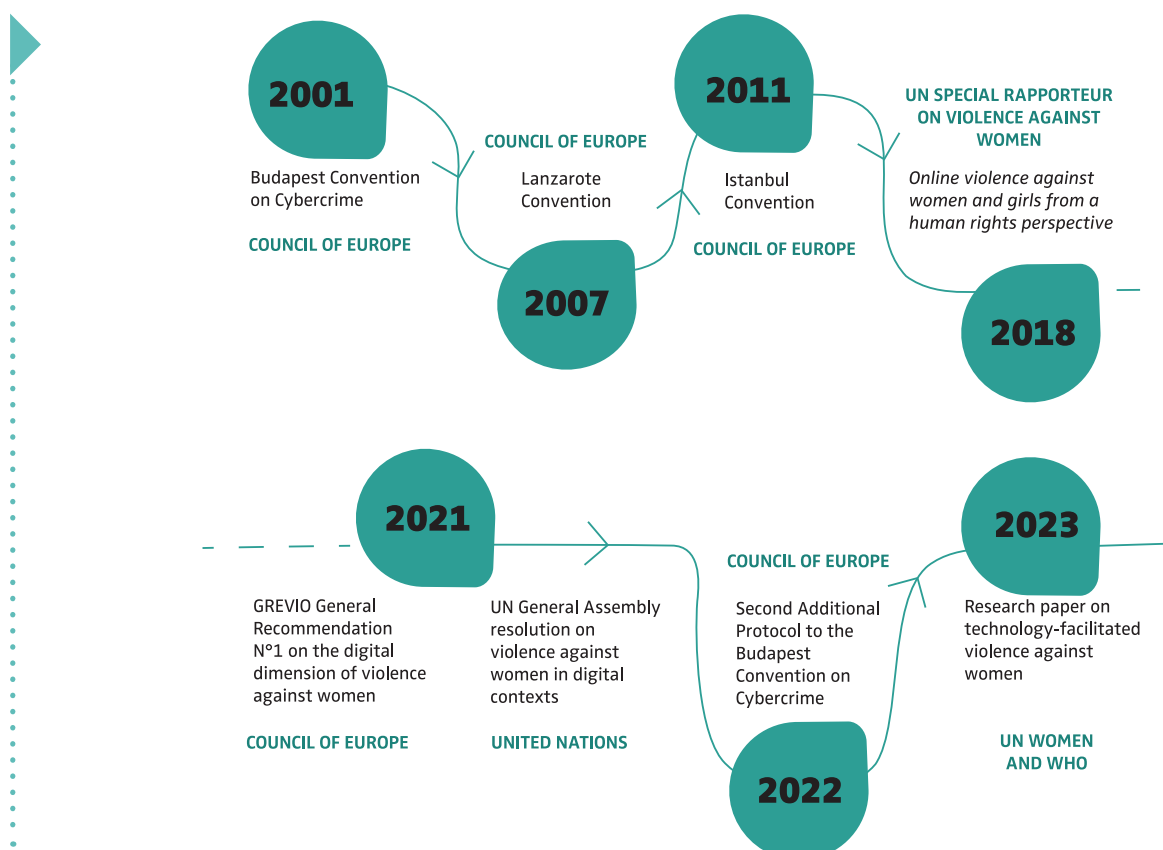 2001
Budapest Convention
on Cybercrime
COUNCIL OF EUROPE
COUNCIL OF EUROPE
Lanzarote
Convention
2007
2011
Istanbul
Convention
COUNCIL OF EUROPE
UN SPECIAL RAPPORTEUR
ON VIOLENCE AGAINST
WOMEN
Online violence against
women and girls from a
human rights perspective
2018
2021
GREVIO General
Recommendation
N°1 on the digital
dimension of violence
against women
COUNCIL OF EUROPE
UN General Assembly
resolution on
violence against
women in digital
contexts
UNITED NATIONS
COUNCIL OF EUROPE
Second Additional
Protocol to the
Budapest
Convention on
Cybercrime
2022
2023
Research paper on
technology-facilitated
violence against
women
UN WOMEN
AND WHO